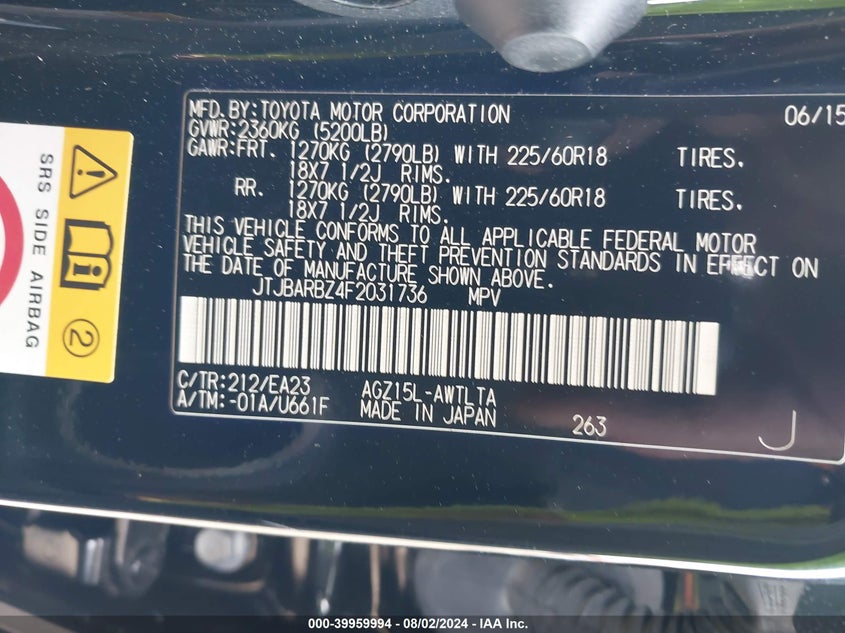 MFD.BY:TOYOTA MOTOR CORPORATION 06/15
GVWR:2360KG (5200LB)
GAWR:FRT. 1270KG (2790LB) WITH 225/60R18 TIRES.
18X7 1/2J RIMS.
RR. 1270KG (2790LB) WITH 225/60R18 TIRES.
18X7 1/2J RIMS.
THIS VEHICLE CONFORMS TO ALL APPLICABLE FEDERAL MOTOR
VEHICLE SAFETY AND THEFT PREVENTION STANDARDS IN EFFECT ON
THE DATE OF MANUFACTURE SHOWN ABOVE.
JTJBARBZ4F2031736 MPV
C/TR:212/EA23 AGZ15L-AWTLTA
A/TM:-01A/U661F MADE IN JAPAN 263 J
SRS SIDE AIRBAG
2
000-39959994 - 08/02/2024 - IAA Inc.